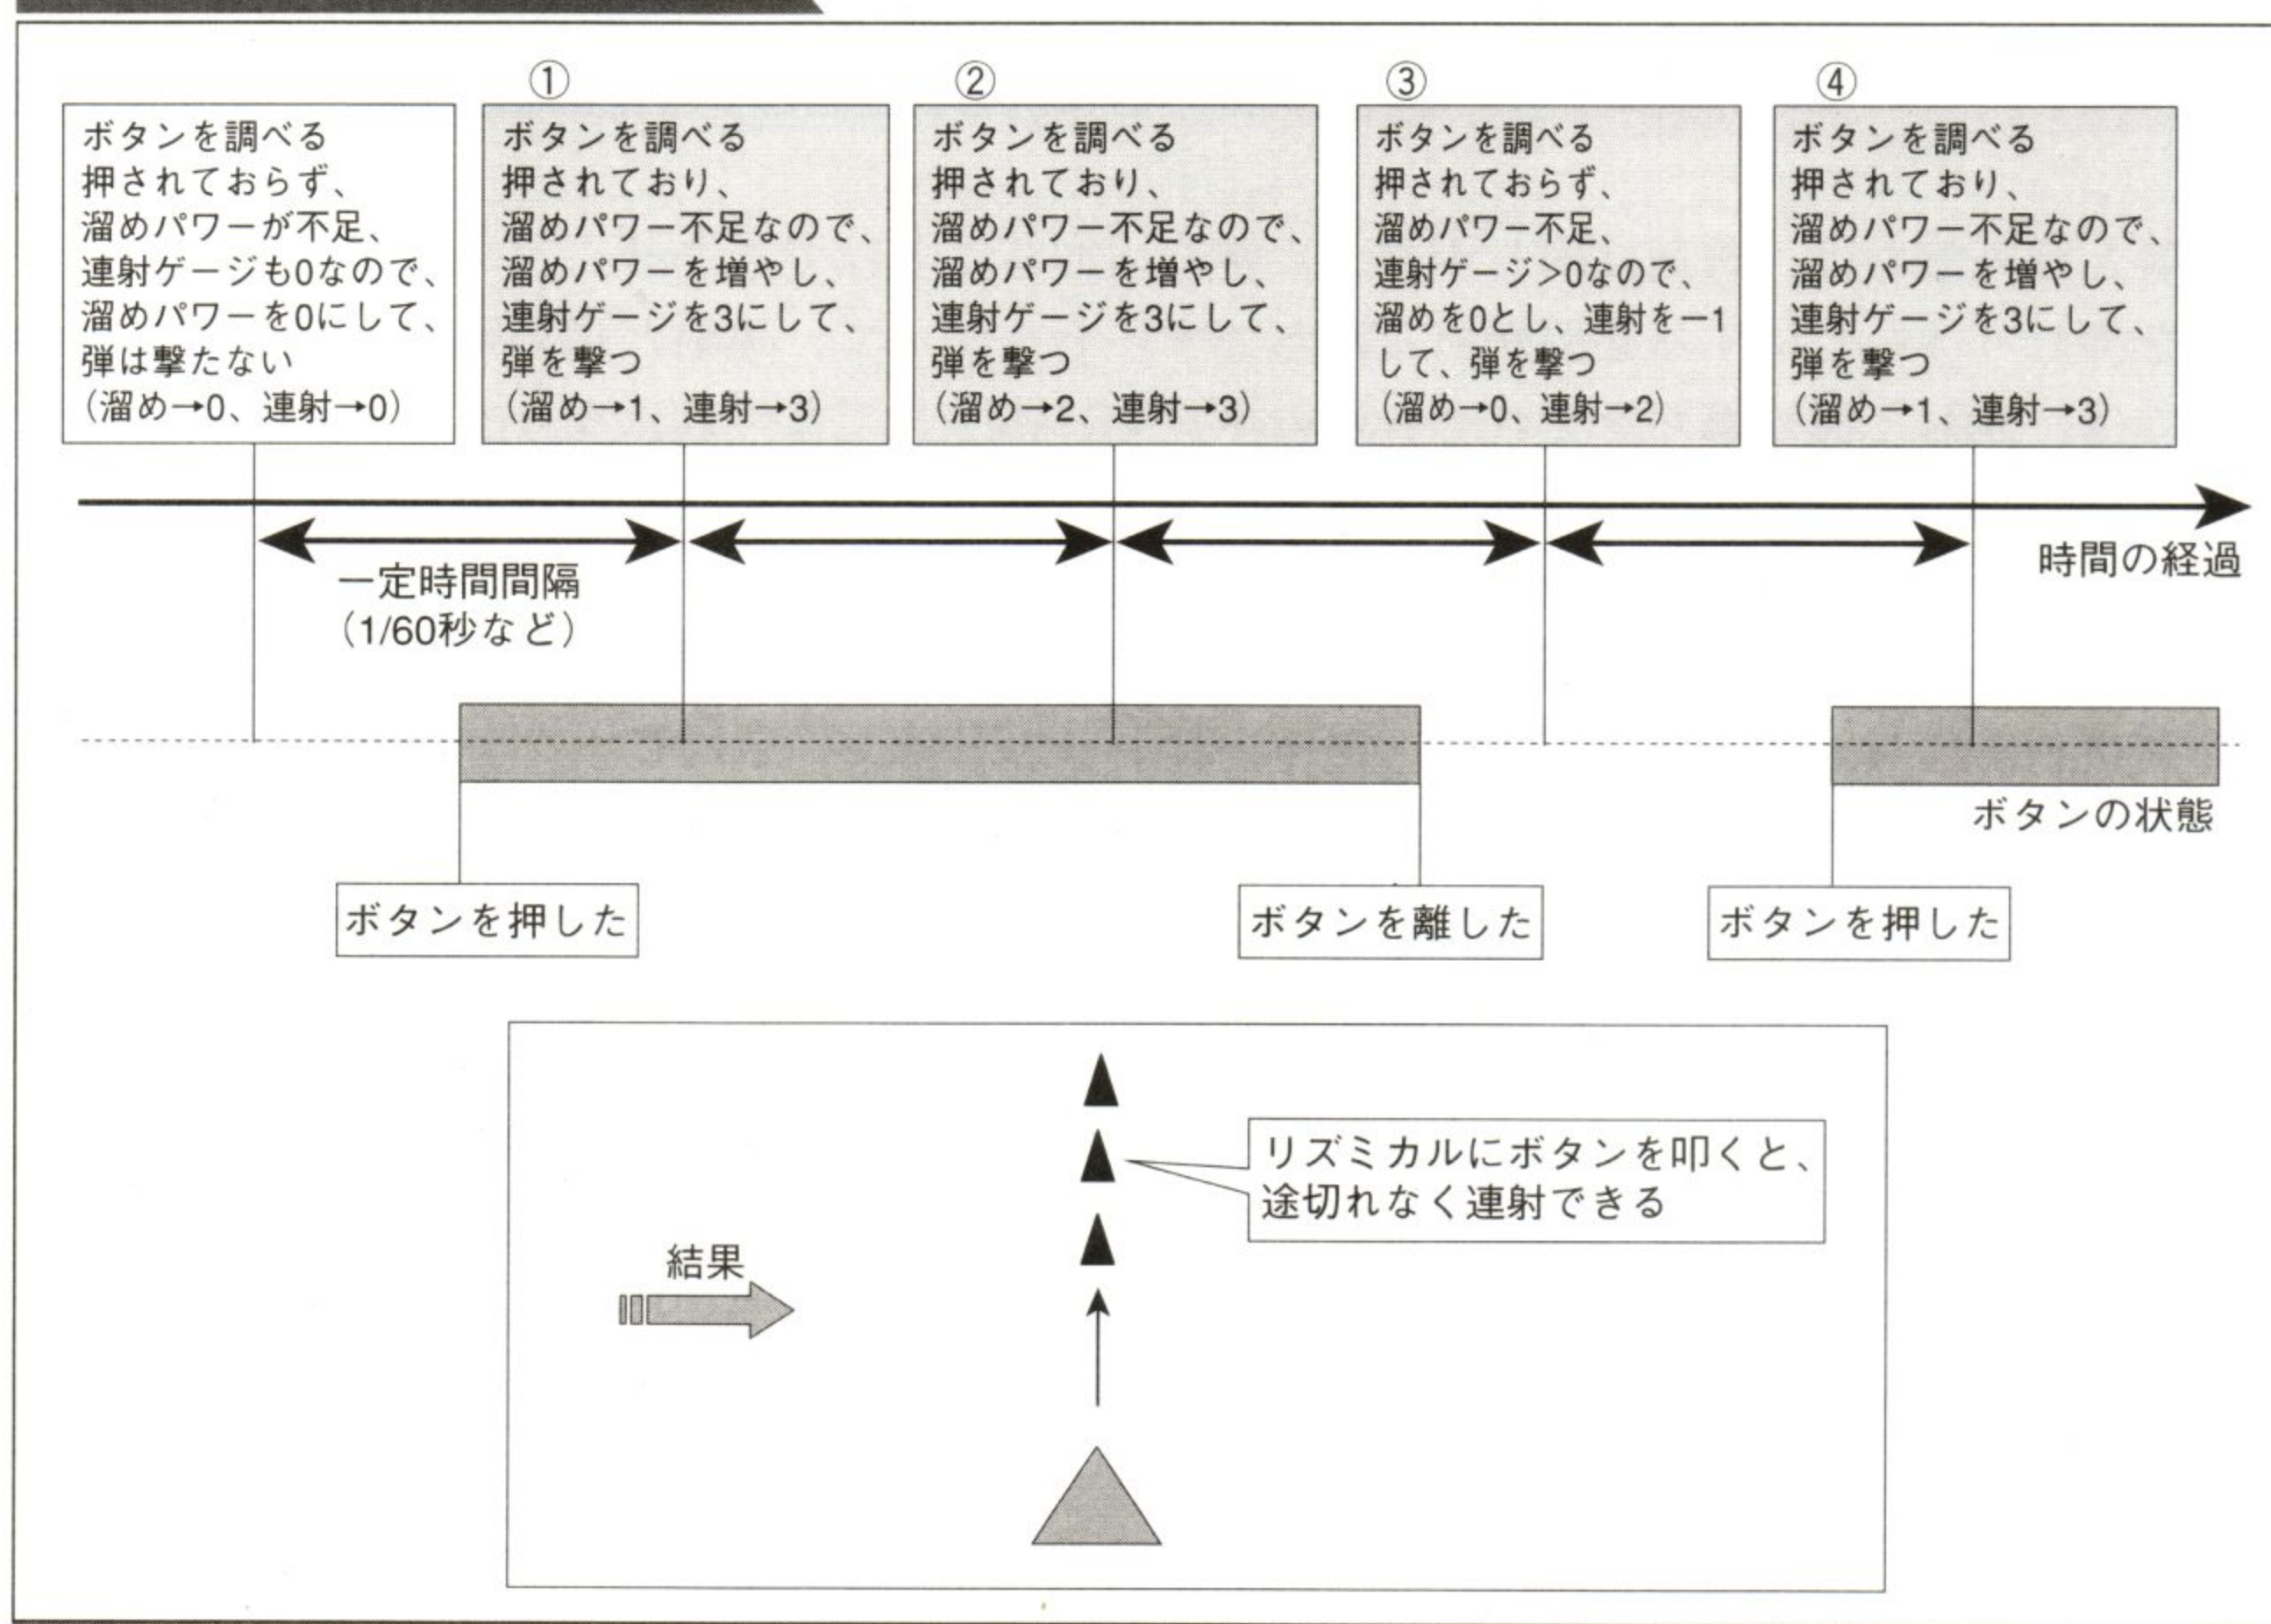 ボタンを調べる
押されておらず、
溜めパワーが不足、
連射ゲージも0なので、
溜めパワーを0にして、
弾は撃たない
(溜め→0、連射→0)
①
ボタンを調べる
押されており、
溜めパワー不足なので、
溜めパワーを増やし、
連射ゲージを3にして、
弾を撃つ
(溜め→1、連射→3)
②
ボタンを調べる
押されており、
溜めパワー不足なので、
溜めパワーを増やし、
連射ゲージを3にして、
弾を撃つ
(溜め→2、連射→3)
③
ボタンを調べる
押されておらず、
溜めパワー不足、
連射ゲージ>0なので、
溜めを0とし、連射を-1
して、弾を撃つ
(溜め→0、連射→2)
④
ボタンを調べる
押されており、
溜めパワー不足なので、
溜めパワーを増やし、
連射ゲージを3にして、
弾を撃つ
(溜め→1、連射→3)
一定時間間隔
(1/60秒など)
時間の経過
ボタンの状態
ボタンを押した
ボタンを離した
ボタンを押した
リズミカルにボタンを叩くと、
途切れなく連射できる
結果